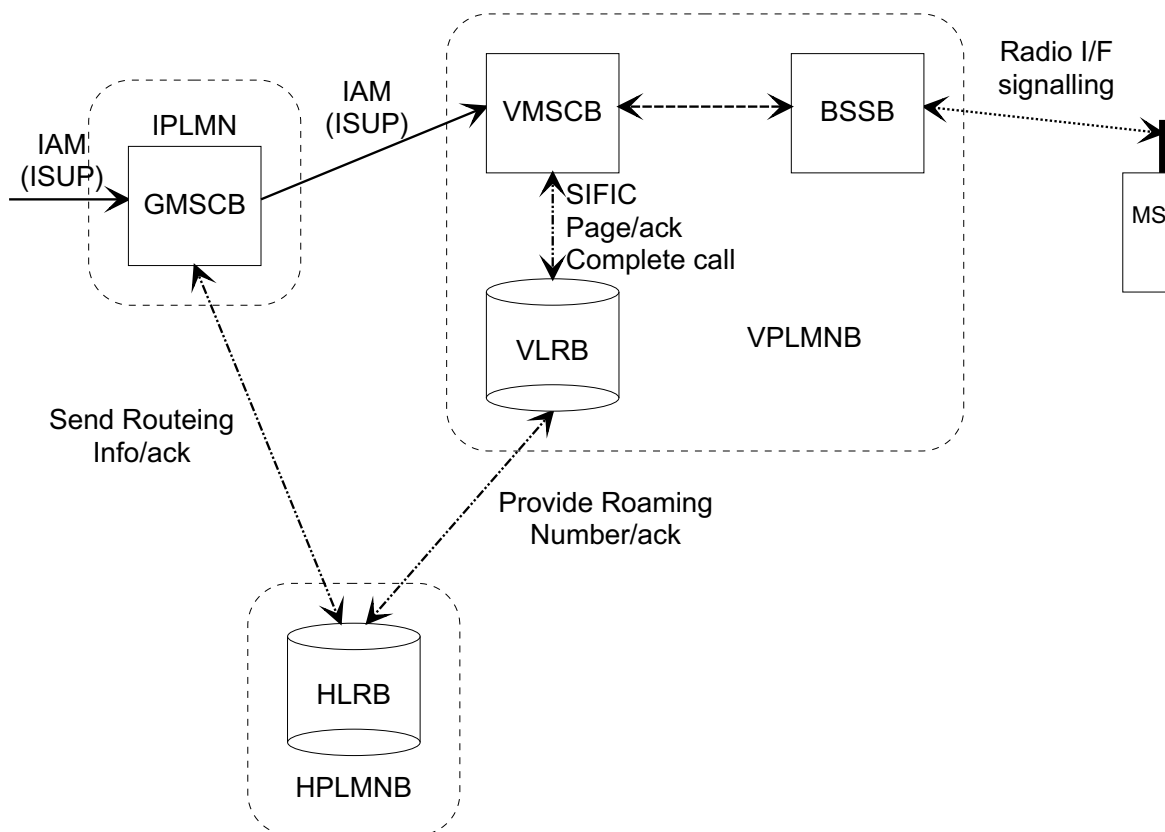 Radio I/F
signalling
IAM
(ISUP)
VMSCB
BSSB
IPLMN
IAM
(ISUP)
GMSCB
SIFIC
Page/ack
Complete call
MS
VLRB
VPLMNB
Send Routeing
Info/ack
Provide Roaming
Number/ack
HLRB
HPLMNB